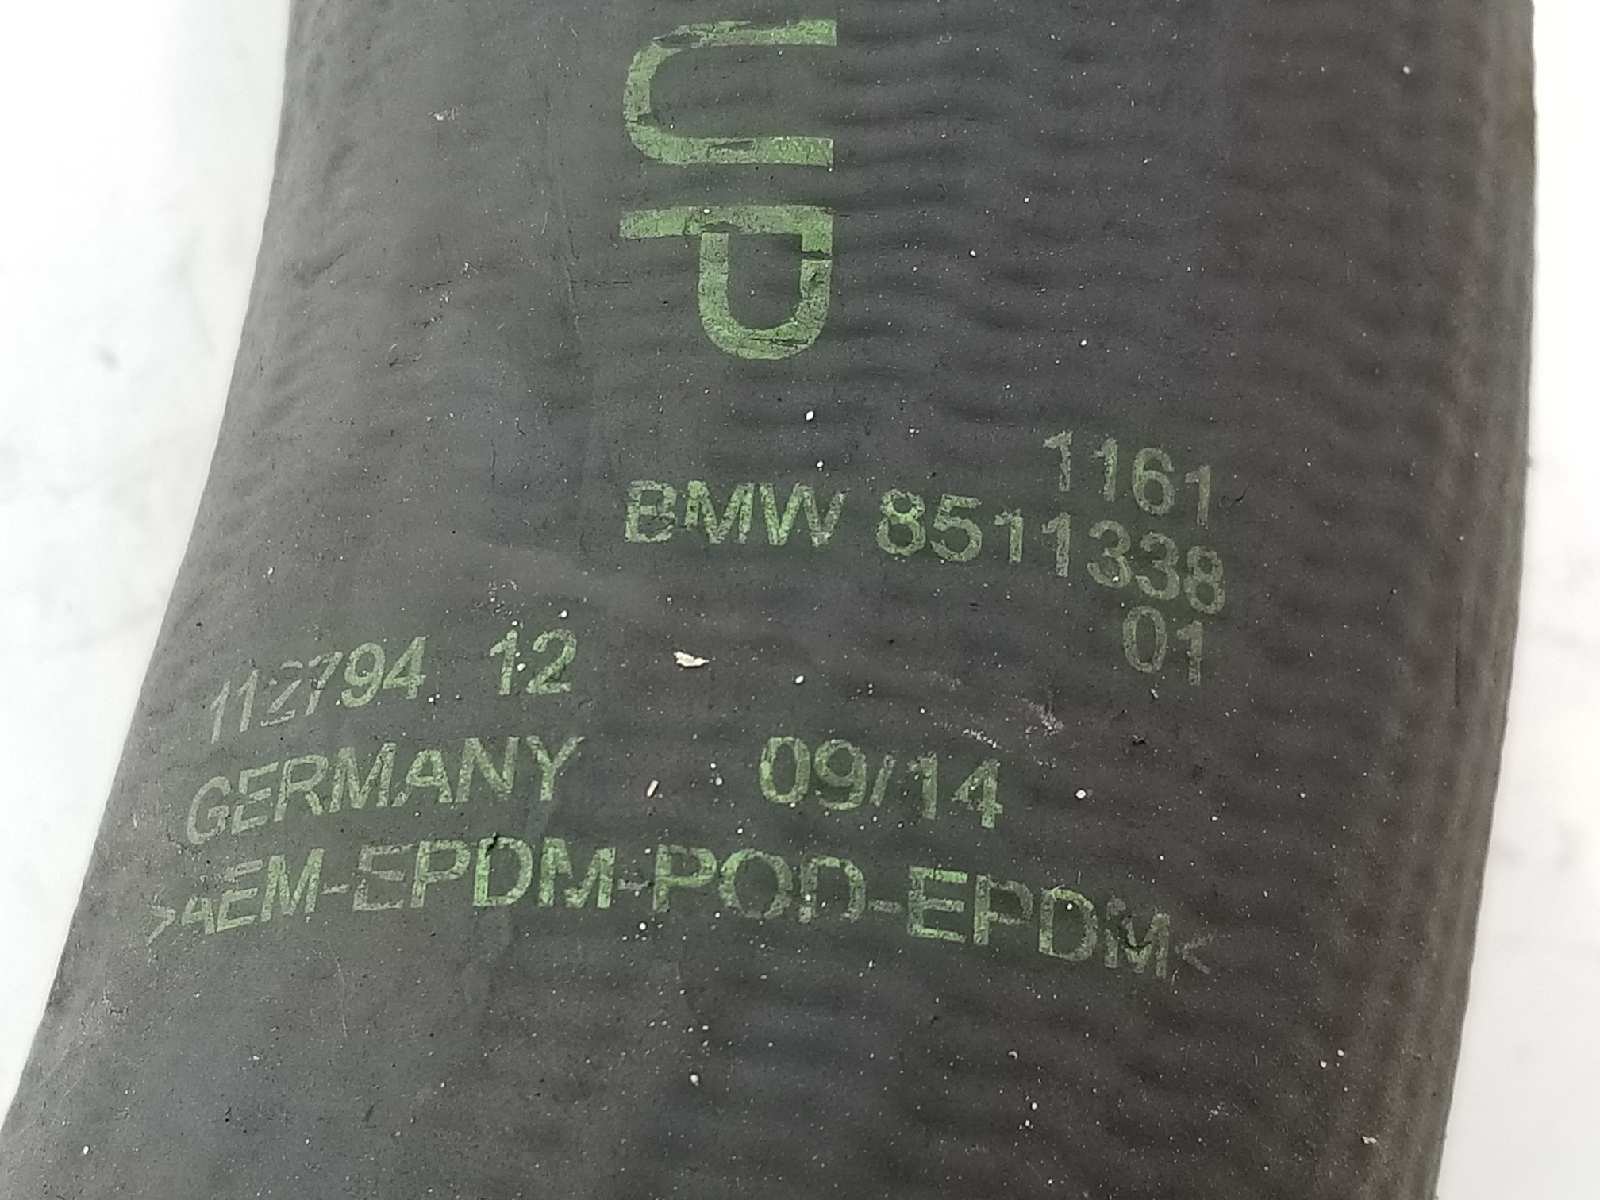 UP
1161
BMW 8511338
01
112794 12
GERMANY 09/14
>AEM-EPDM-POD-EPDM<